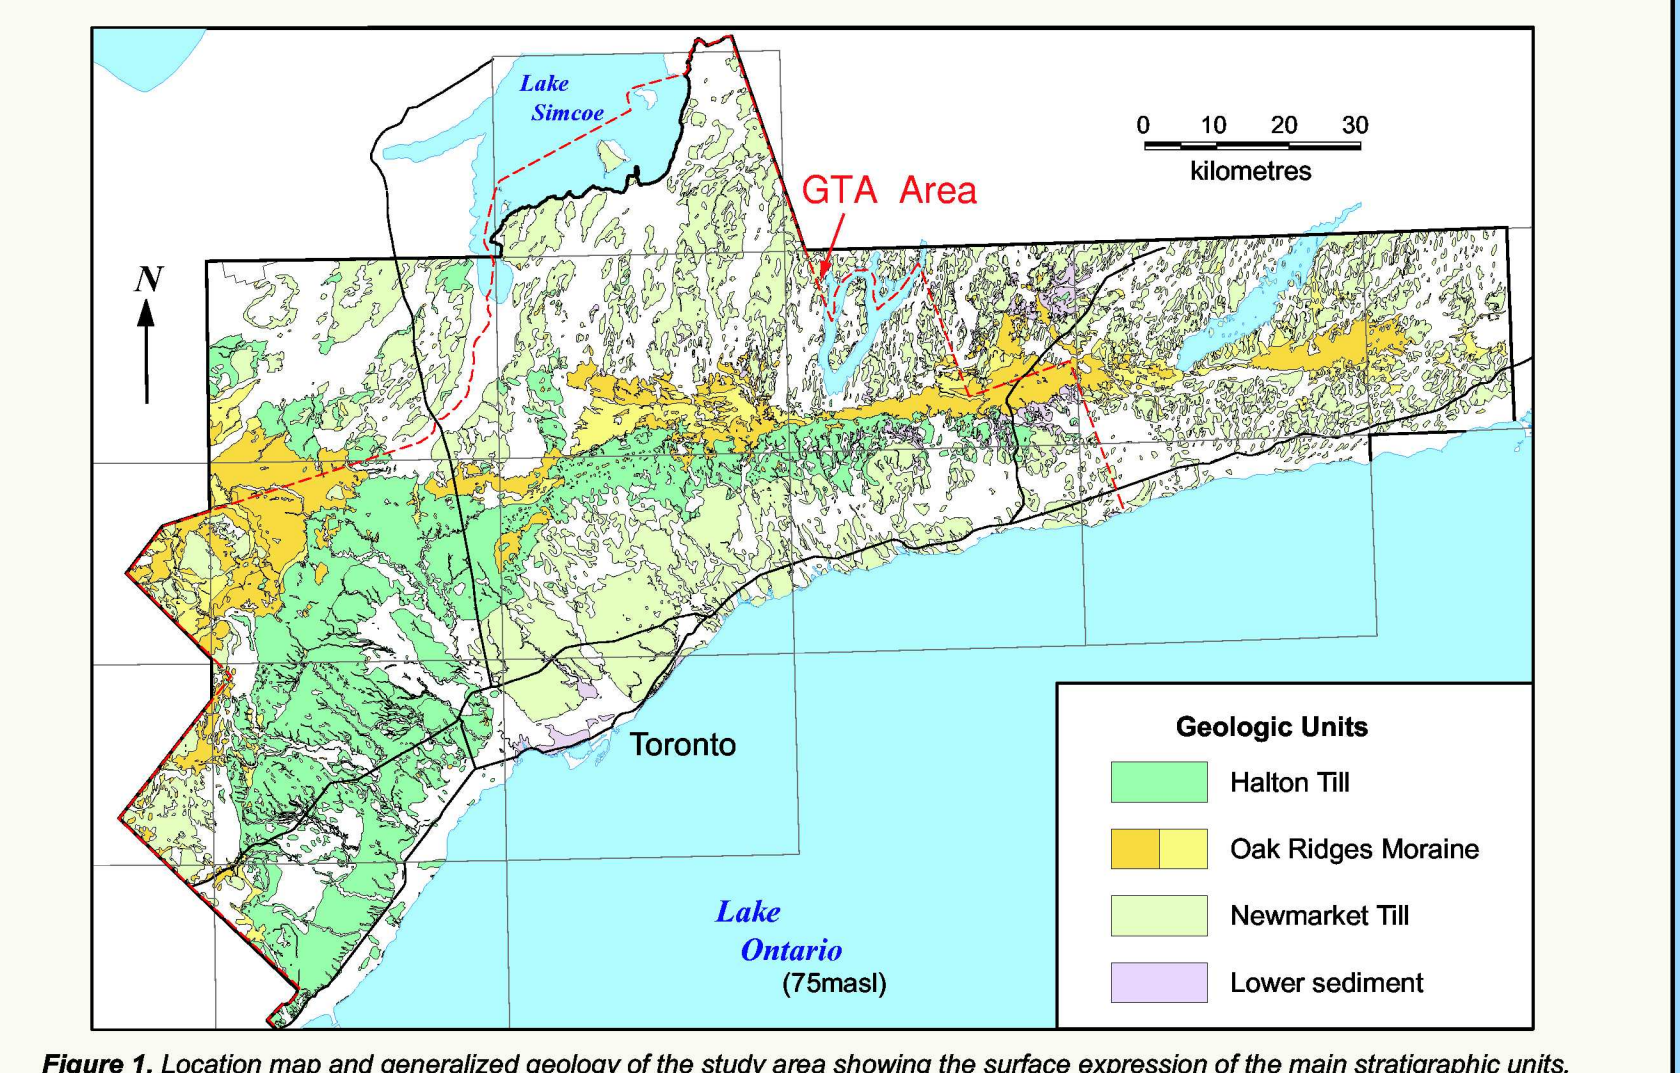 Lake
Simcoe
0 10 20 30
kilometres
GTA Area
N
Toronto
Lake
Ontario
(75masl)
Geologic Units
Halton Till
Oak Ridges Moraine
Newmarket Till
Lower sediment
Figure 1. Location map and generalized geology of the study area showing the surface expression of the main stratigraphic units.